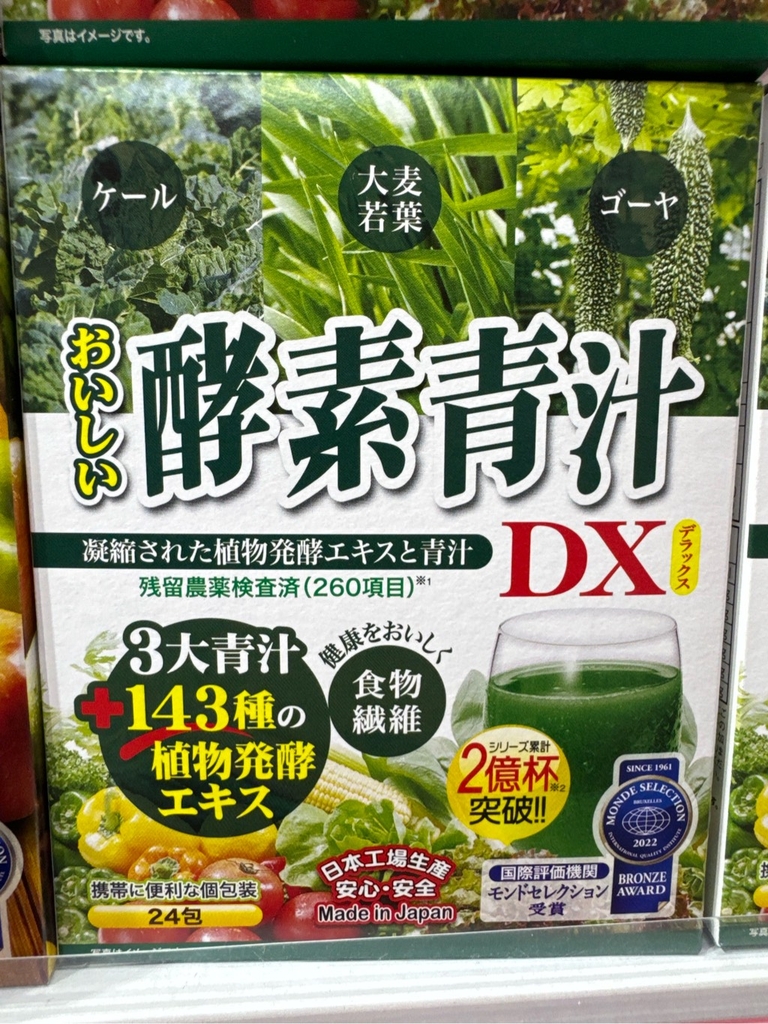 写真はイメージです。
ケール
大麦
若葉
ゴーヤ
おいしい
酵素青汁
DX
デラックス
凝縮された植物発酵エキスと青汁
残留農薬検査済(260項目)※1
3大青汁
+143種の
植物発酵
エキス
健康をおいしく
食物
繊維
シリーズ累計
2億杯※2
突破!!
SINCE 1961
MONDE SELECTION
BRUXELLES
INTERNATIONAL QUALITY AWARD
2022
BRONZE
AWARD
国際評価機関
モンドセレクション
受賞
日本工場生産
安心・安全
Made in Japan
携帯に便利な個包装
24包